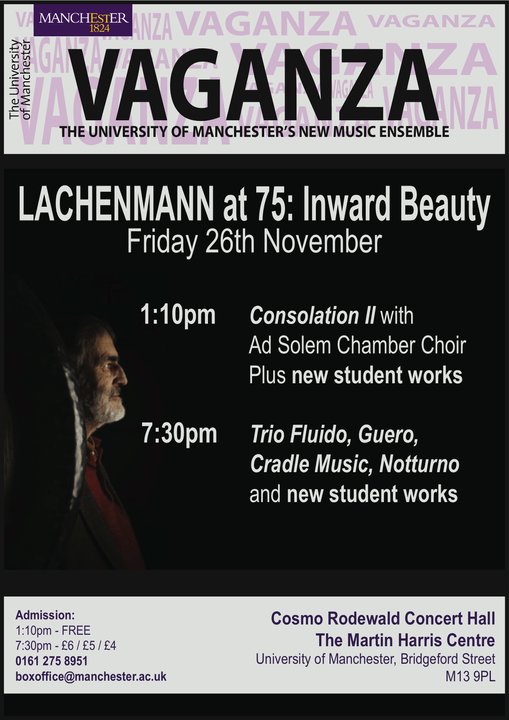 MANCHEsTER
1824
The University
of Manchester
VAGANZA VAGANZA VAGANZA VAGANZA
VAGANZA
THE UNIVERSITY OF MANCHESTER'S NEW MUSIC ENSEMBLE
LACHENMANN at 75: Inward Beauty
Friday 26th November
1:10pm Consolation II with
Ad Solem Chamber Choir
Plus new student works
7:30pm Trio Fluido, Guero,
Cradle Music, Notturno
and new student works
Admission:
1:10pm - FREE
7:30pm - £6 / £5 / £4
0161 275 8951
boxoffice@manchester.ac.uk
Cosmo Rodewald Concert Hall
The Martin Harris Centre
University of Manchester, Bridgeford Street
M13 9PL